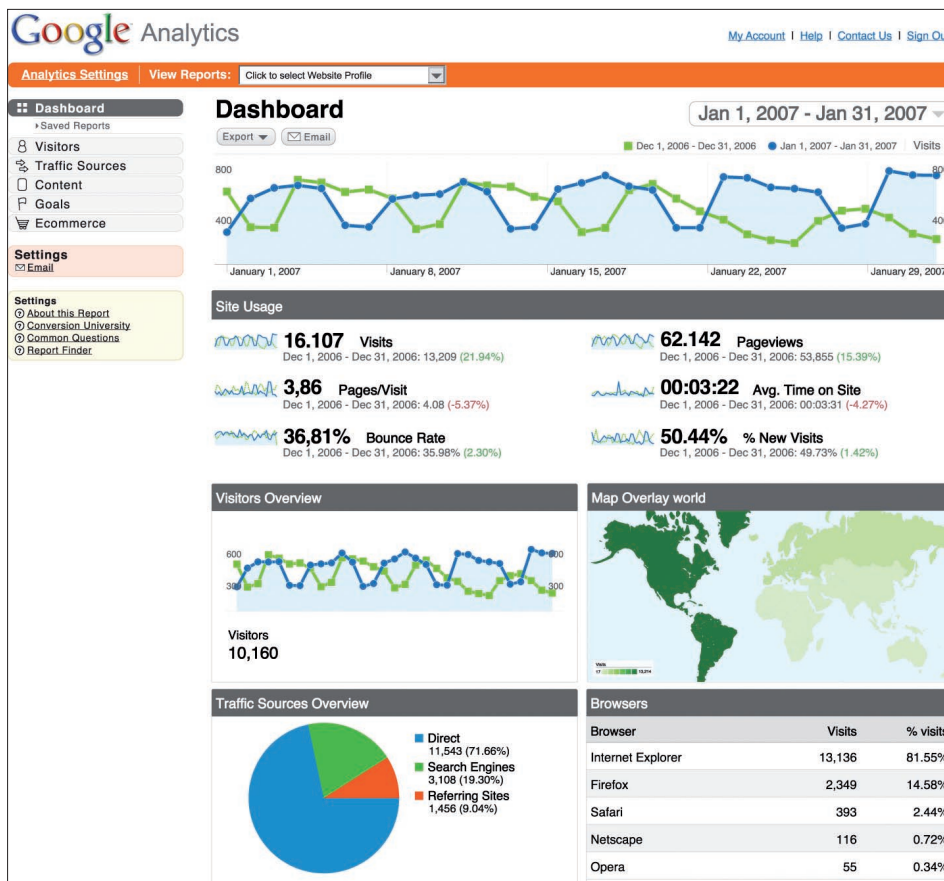 Google Analytics
My Account | Help | Contact Us | Sign Ou
Analytics Settings | View Reports: Click to select Website Profile
Dashboard
Saved Reports
Visitors
Traffic Sources
Content
Goals
Ecommerce
Settings
Email
Settings
About this Report
Conversion University
Common Questions
Report Finder
Dashboard
Jan 1, 2007 - Jan 31, 2007
Export Email
Dec 1, 2006 - Dec 31, 2006 Jan 1, 2007 - Jan 31, 2007 Visits
800 800
400 400
January 1, 2007 January 8, 2007 January 15, 2007 January 22, 2007 January 29, 2007
Site Usage
16.107 Visits
Dec 1, 2006 - Dec 31, 2006: 13,209 (21.94%)
62.142 Pageviews
Dec 1, 2006 - Dec 31, 2006: 53,855 (15.39%)
3,86 Pages/Visit
Dec 1, 2006 - Dec 31, 2006: 4.08 (-5.37%)
00:03:22 Avg. Time on Site
Dec 1, 2006 - Dec 31, 2006: 00:03:31 (-4.27%)
36,81% Bounce Rate
Dec 1, 2006 - Dec 31, 2006: 35.98% (2.30%)
50.44% % New Visits
Dec 1, 2006 - Dec 31, 2006: 49.73% (1.42%)
Visitors Overview
600 600
300 300
Visitors
10,160
Map Overlay world
Visits
Traffic Sources Overview
Direct
11,543 (71.66%)
Search Engines
3,108 (19.30%)
Referring Sites
1,456 (9.04%)
Browsers
Browser Visits % visits
Internet Explorer 13,136 81.55%
Firefox 2,349 14.58%
Safari 393 2.44%
Netscape 116 0.72%
Opera 55 0.34%